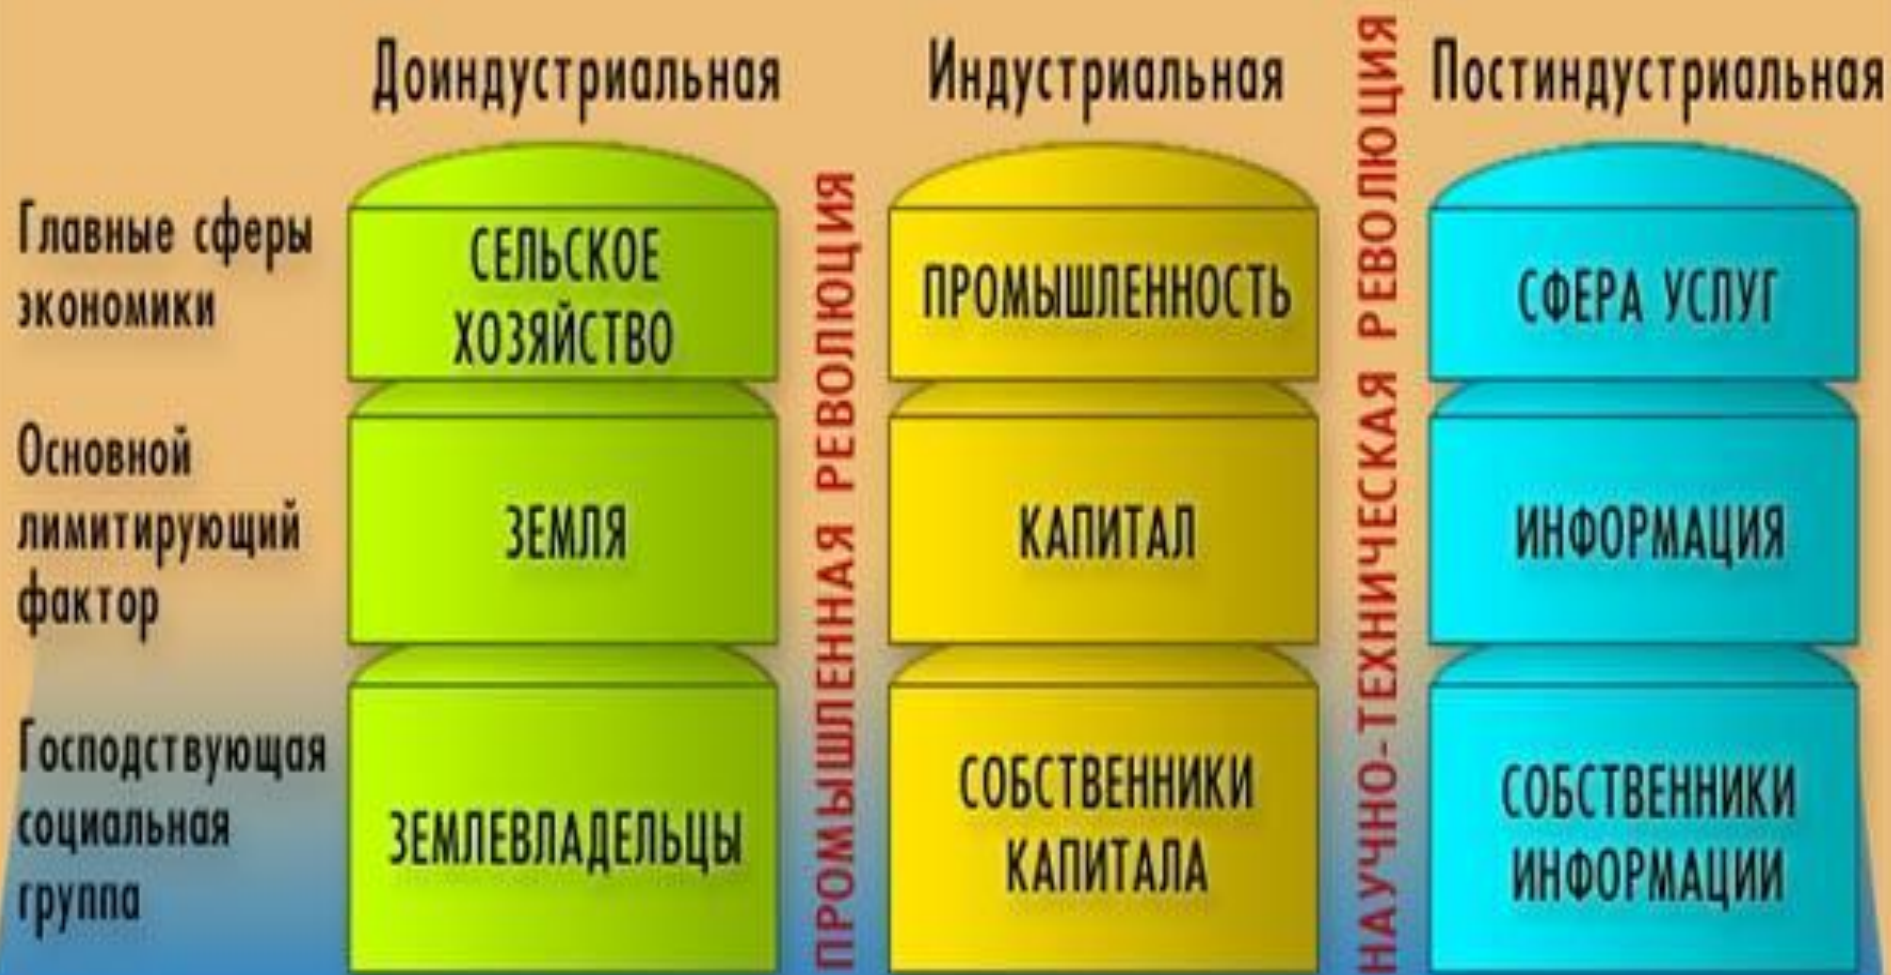 Доиндустриальная
Индустриальная
Постиндустриальная
Главные сферы
экономики
СЕЛЬСКОЕ
ХОЗЯЙСТВО
ПРОМЫШЛЕННОСТЬ
СФЕРА УСЛУГ
Основной
лимитирующий
фактор
ЗЕМЛЯ
КАПИТАЛ
ИНФОРМАЦИЯ
Господствующая
социальная
группа
ЗЕМЛЕВЛАДЕЛЬЦЫ
СОБСТВЕННИКИ
КАПИТАЛА
СОБСТВЕННИКИ
ИНФОРМАЦИИ
ПРОМЫШЛЕННАЯ РЕВОЛЮЦИЯ
НАУЧНО-ТЕХНИЧЕСКАЯ РЕВОЛЮЦИЯ